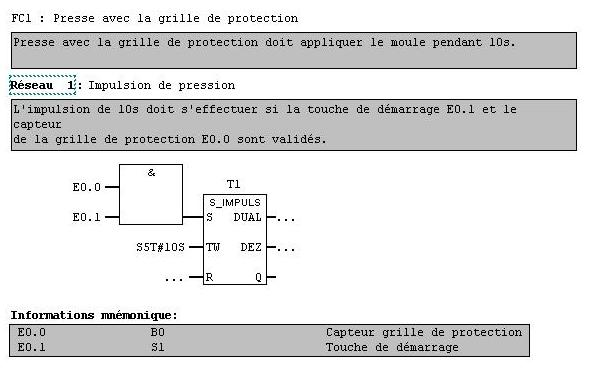 FC1 : Presse avec la grille de protection
Presse avec la grille de protection doit appliquer le moule pendant 10s.
Réseau 1: Impulsion de pression
L'impulsion de 10s doit s'effectuer si la touche de démarrage E0.1 et le
capteur
de la grille de protection E0.0 sont validés.
&
E0.0
T1
S_IMPULS
E0.1 S DUAL ...
S5T#10S TW DEZ ...
... R Q
Informations mnémonique:
E0.0 B0 Capteur grille de protection
E0.1 S1 Touche de démarrage